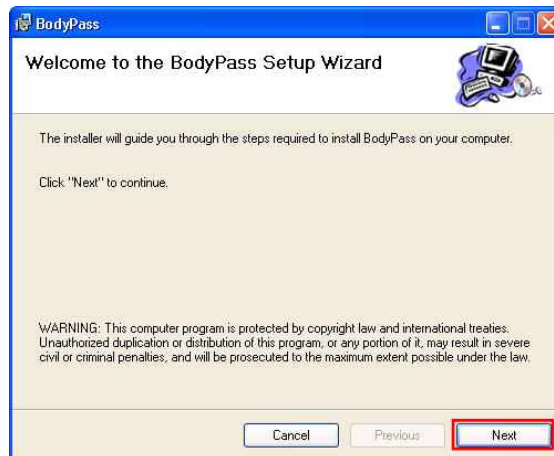 BodyPass
Welcome to the BodyPass Setup Wizard
The installer will guide you through the steps required to install BodyPass on your computer.
Click "Next" to continue.
WARNING: This computer program is protected by copyright law and international treaties.
Unauthorized duplication or distribution of this program, or any portion of it, may result in severe
civil or criminal penalties, and will be prosecuted to the maximum extent possible under the law.
Cancel
Previous
Next